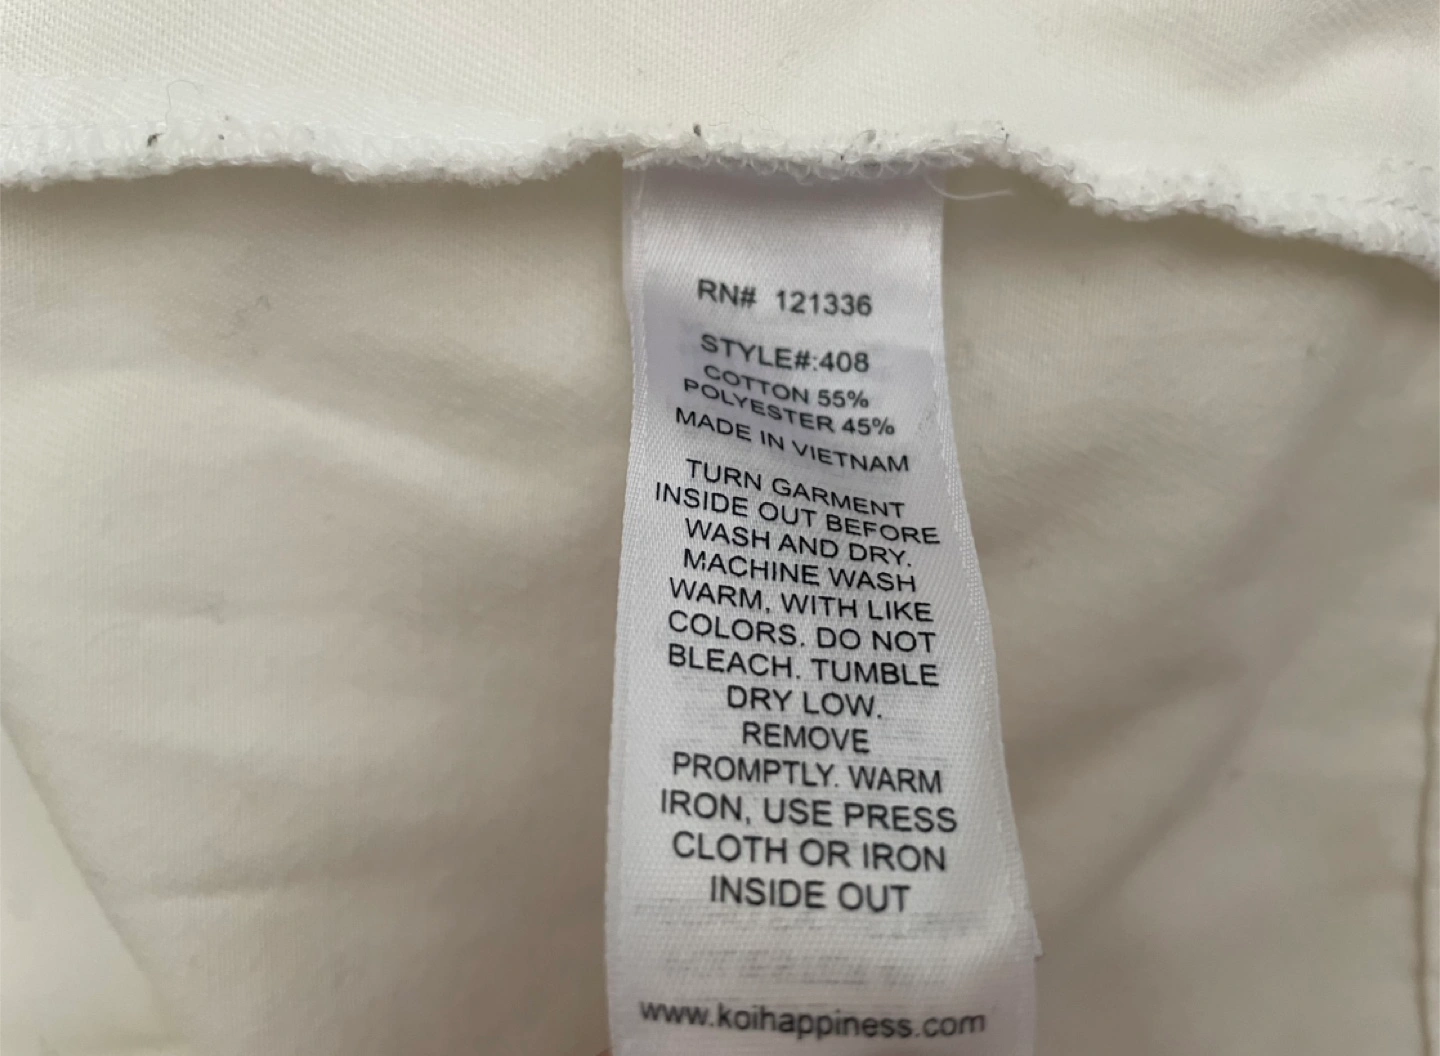 RN# 121336
STYLE#:408
COTTON 55%
POLYESTER 45%
MADE IN VIETNAM
TURN GARMENT
INSIDE OUT BEFORE
WASH AND DRY.
MACHINE WASH
WARM, WITH LIKE
COLORS. DO NOT
BLEACH. TUMBLE
DRY LOW.
REMOVE
PROMPTLY. WARM
IRON, USE PRESS
CLOTH OR IRON
INSIDE OUT
www.koihappiness.com